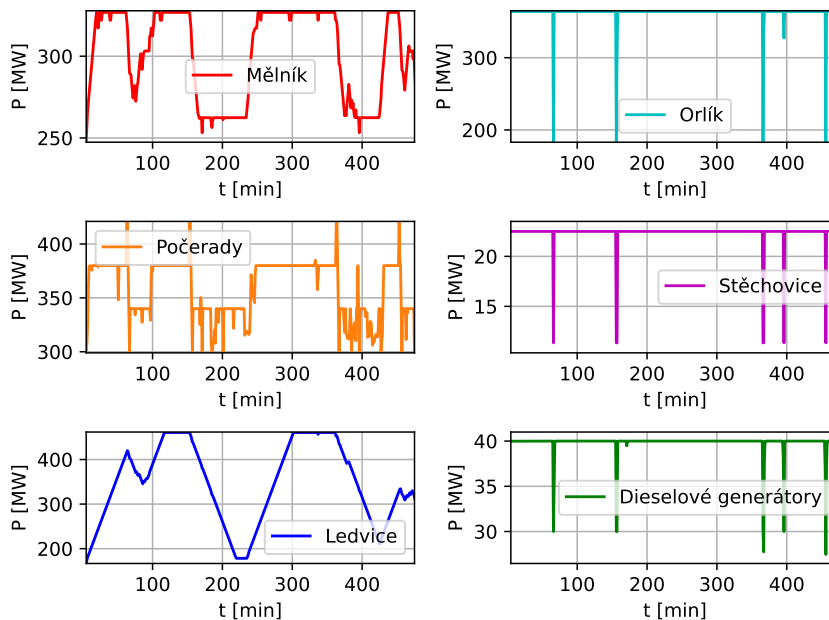 P [MW]
300
250
Mělník
100 200 300 400
t [min]
P [MW]
300
200
Orlík
100 200 300 400
t [min]
P [MW]
400
350
300
Počerady
100 200 300 400
t [min]
P [MW]
20
15
Stěchovice
100 200 300 400
t [min]
P [MW]
400
300
200
Ledvice
100 200 300 400
t [min]
P [MW]
40
35
30
Dieselové generátory
100 200 300 400
t [min]